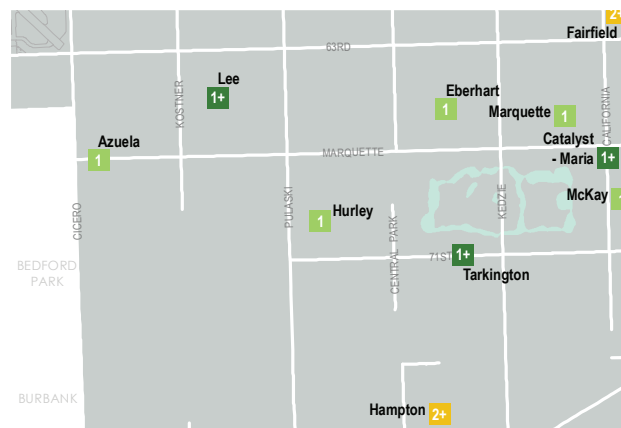 2+
Fairfield
63RD
Lee
1+
KOSTNER
Eberhart
1
Marquette
1
CALIFORNIA
Catalyst
- Maria
1+
Azuela
1
MARQUETTE
McKay
1
Hurley
1
PULASKI
CICERO
CENTRAL PARK
KEDZIE
71ST
1+
Tarkington
BEDFORD
PARK
BURBANK
Hampton
2+